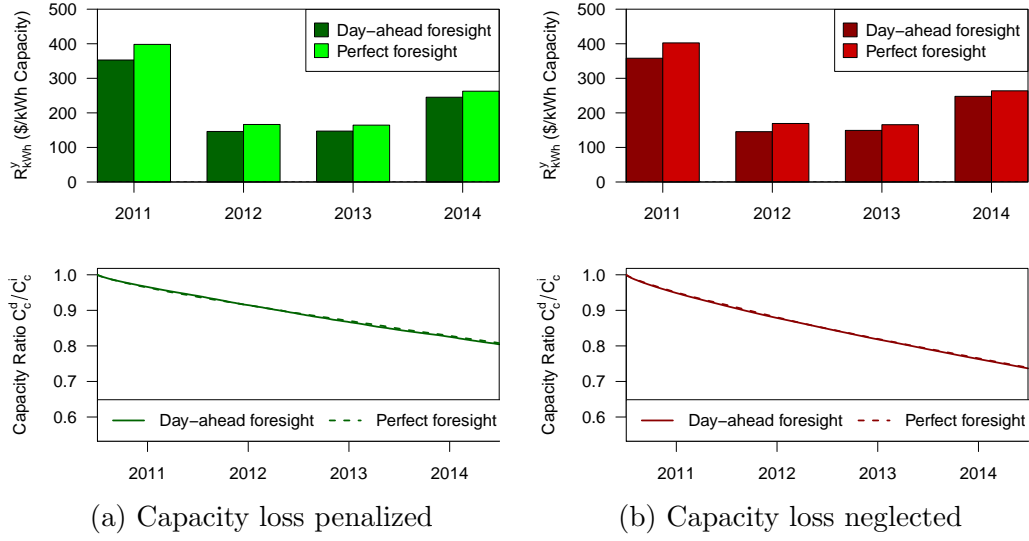 R^y_kWh ($/kWh Capacity)
500
400
300
200
100
0
Day−ahead foresight
Perfect foresight
2011 2012 2013 2014
R^y_kWh ($/kWh Capacity)
500
400
300
200
100
0
Day−ahead foresight
Perfect foresight
2011 2012 2013 2014
Capacity Ratio C^d_c/C^i_c
1.0
0.9
0.8
0.7
0.6
Day−ahead foresight Perfect foresight
2011 2012 2013 2014
(a) Capacity loss penalized
Capacity Ratio C^d_c/C^i_c
1.0
0.9
0.8
0.7
0.6
Day−ahead foresight Perfect foresight
2011 2012 2013 2014
(b) Capacity loss neglected